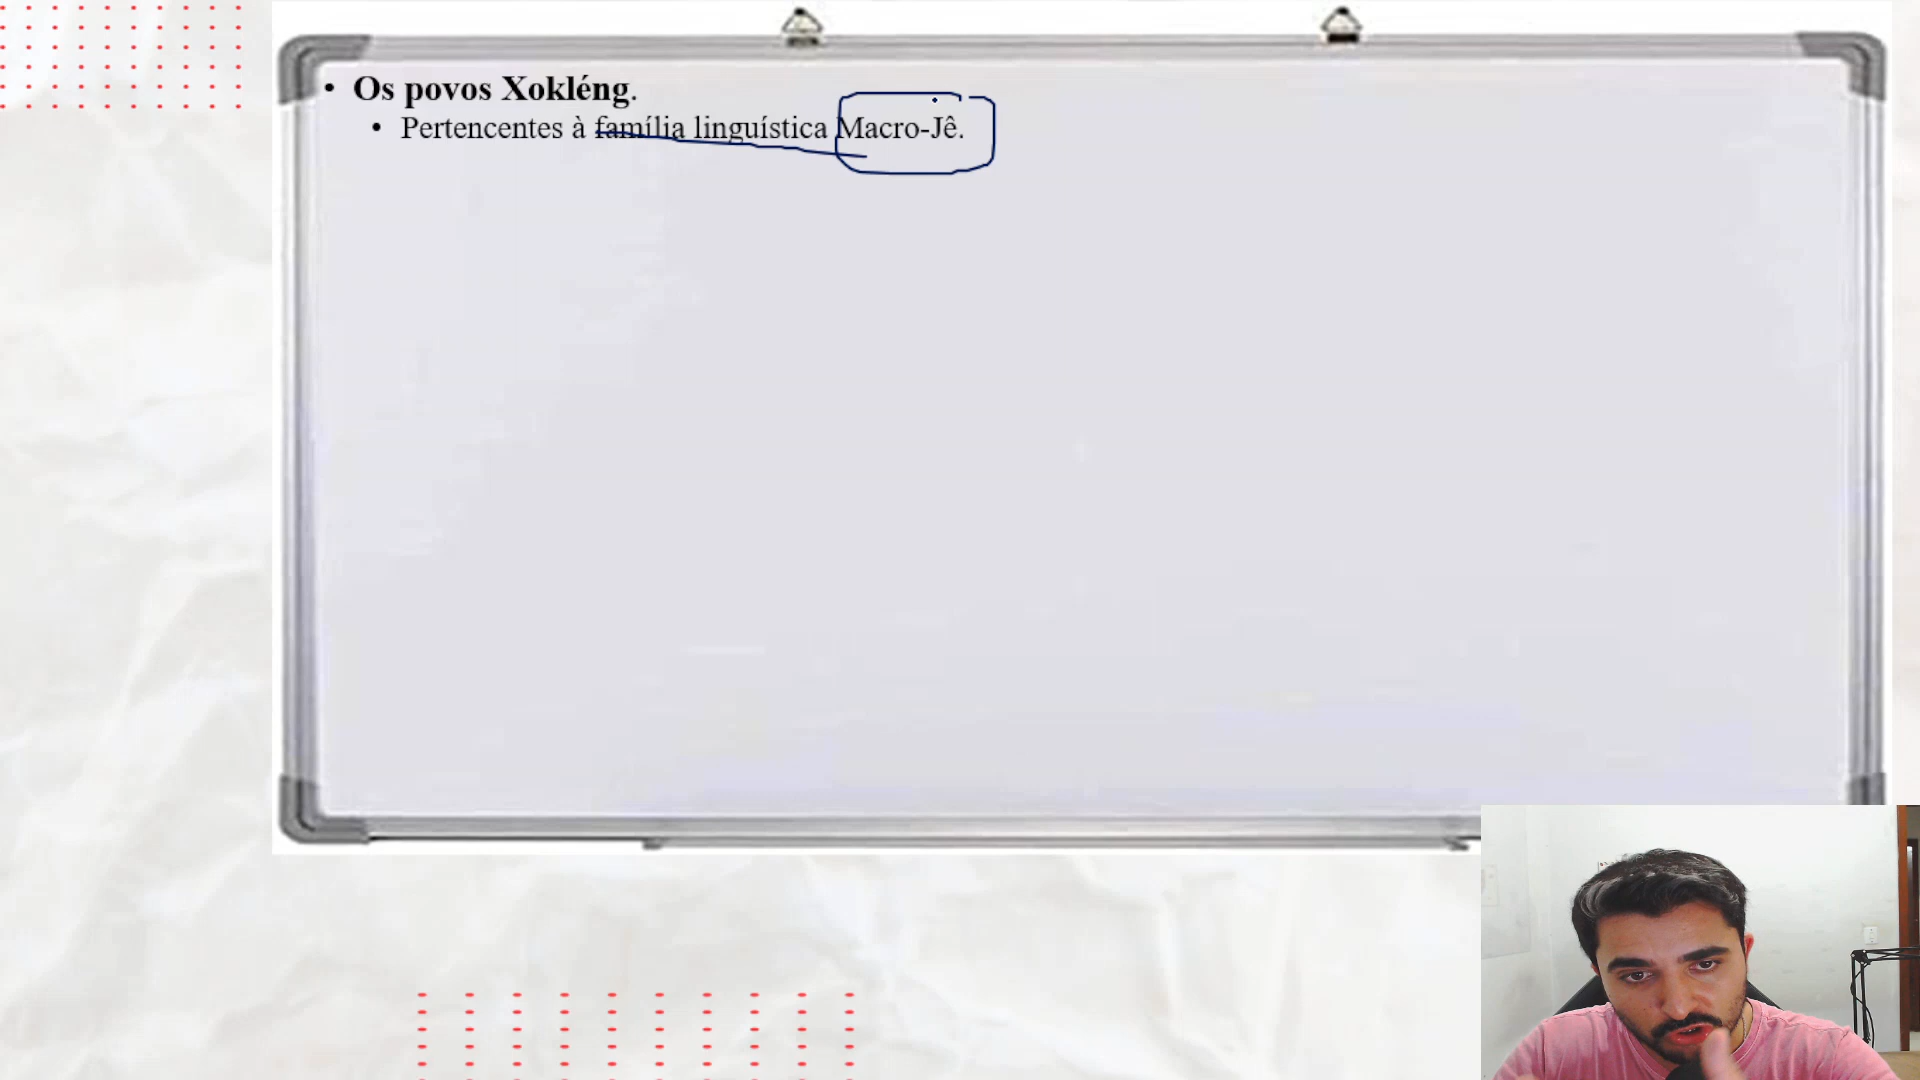 • Os povos Xokléng.
• Pertencentes à família linguística Macro-Jê.